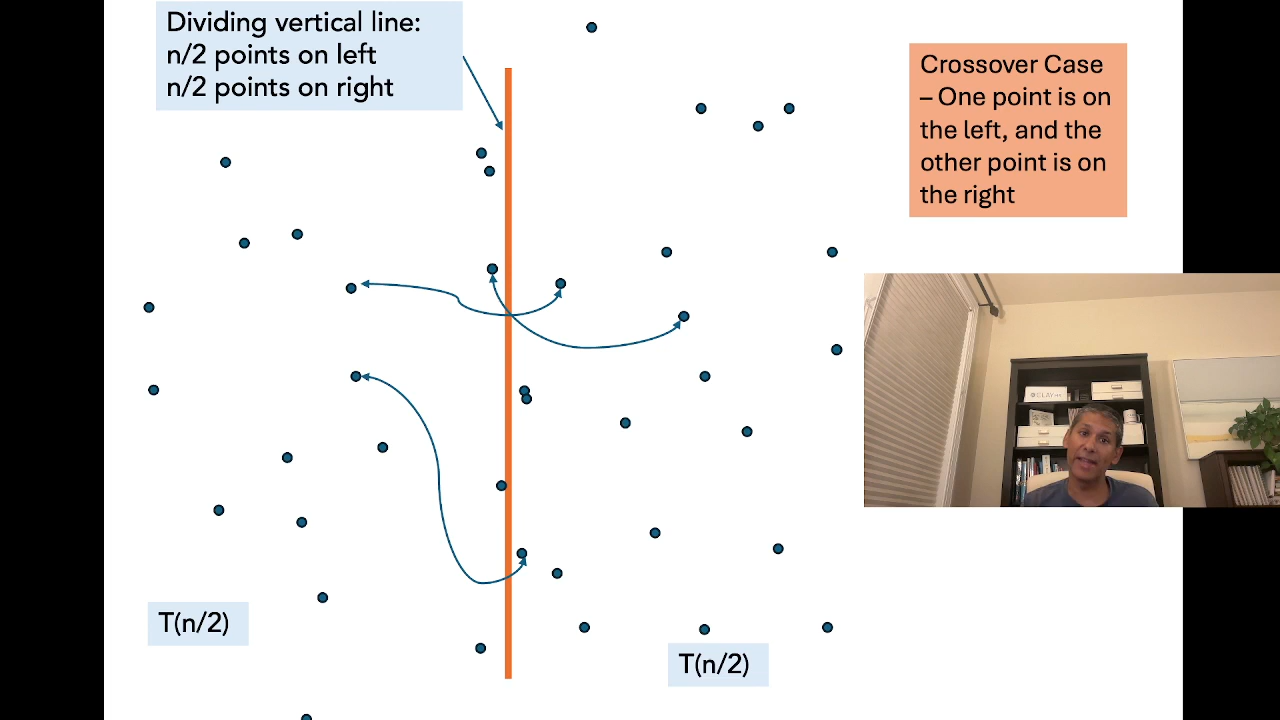 Dividing vertical line:
n/2 points on left
n/2 points on right
Crossover Case
– One point is on
the left, and the
other point is on
the right
CLAY
T(n/2)
T(n/2)